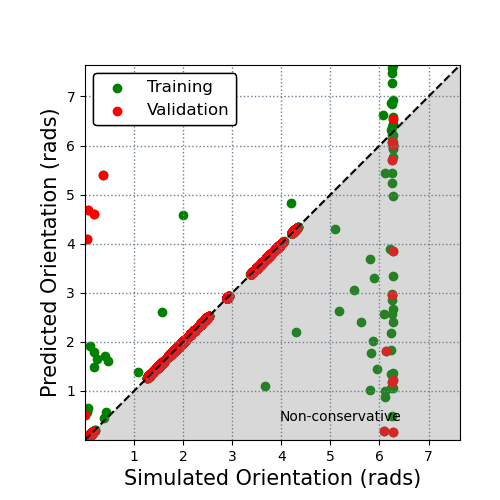 Training
Validation
7
6
5
4
3
2
1
Predicted Orientation (rads)
Non-conservative
1 2 3 4 5 6 7
Simulated Orientation (rads)